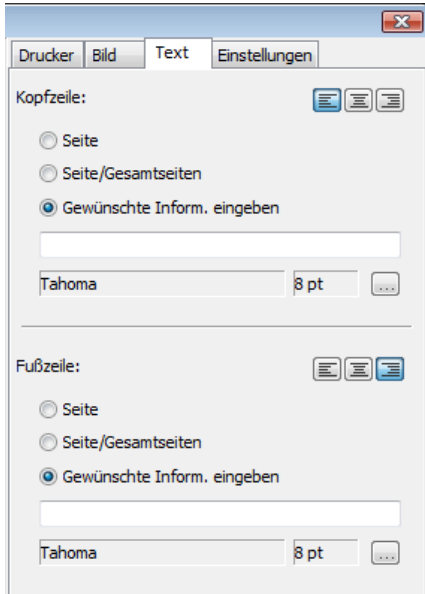 Drucker Bild Text Einstellungen
Kopfzeile:
Seite
Seite/Gesamtseiten
Gewünschte Inform. eingeben
Tahoma 8 pt ...
Fußzeile:
Seite
Seite/Gesamtseiten
Gewünschte Inform. eingeben
Tahoma 8 pt ...